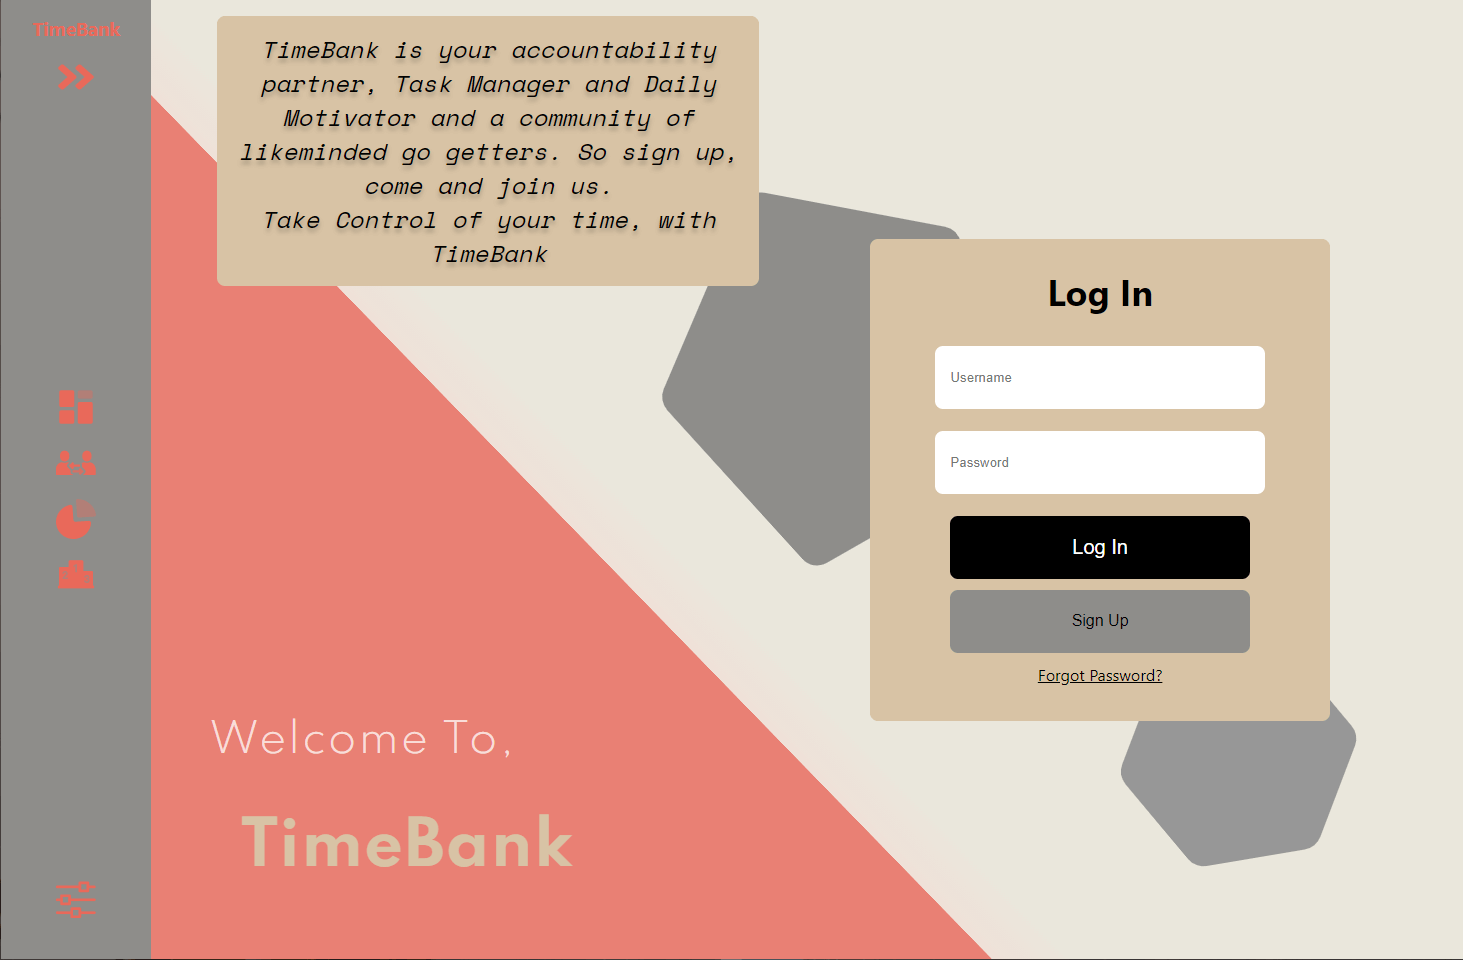 TimeBank
TimeBank is your accountability
partner, Task Manager and Daily
Motivator and a community of
likeminded go getters. So sign up,
come and join us.
Take Control of your time, with
TimeBank
Log In
Username
Password
Log In
Sign Up
Forgot Password?
Welcome To,
TimeBank